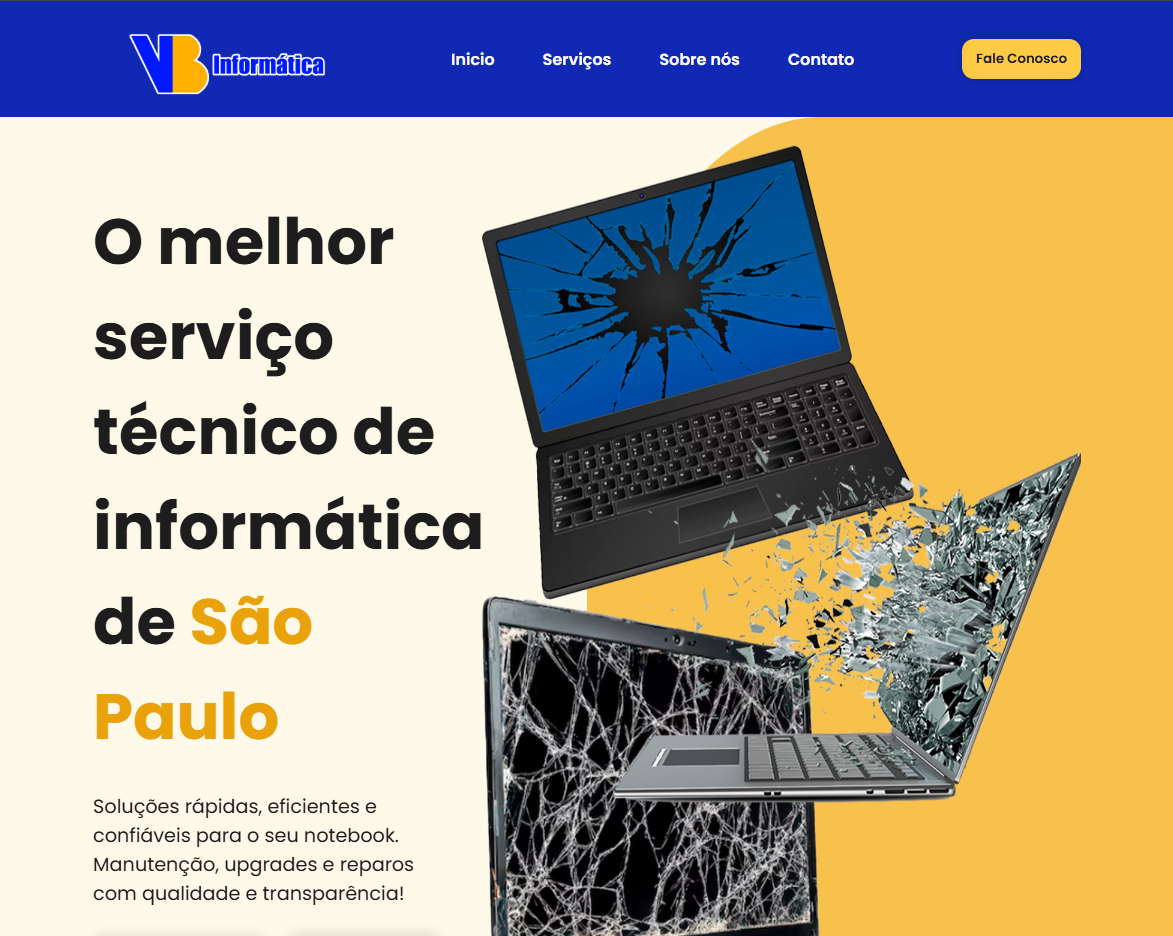 VB Informática
Inicio
Serviços
Sobre nós
Contato
Fale Conosco
O melhor
serviço
técnico de
informática
de São
Paulo
Soluções rápidas, eficientes e
confiáveis para o seu notebook.
Manutenção, upgrades e reparos
com qualidade e transparência!